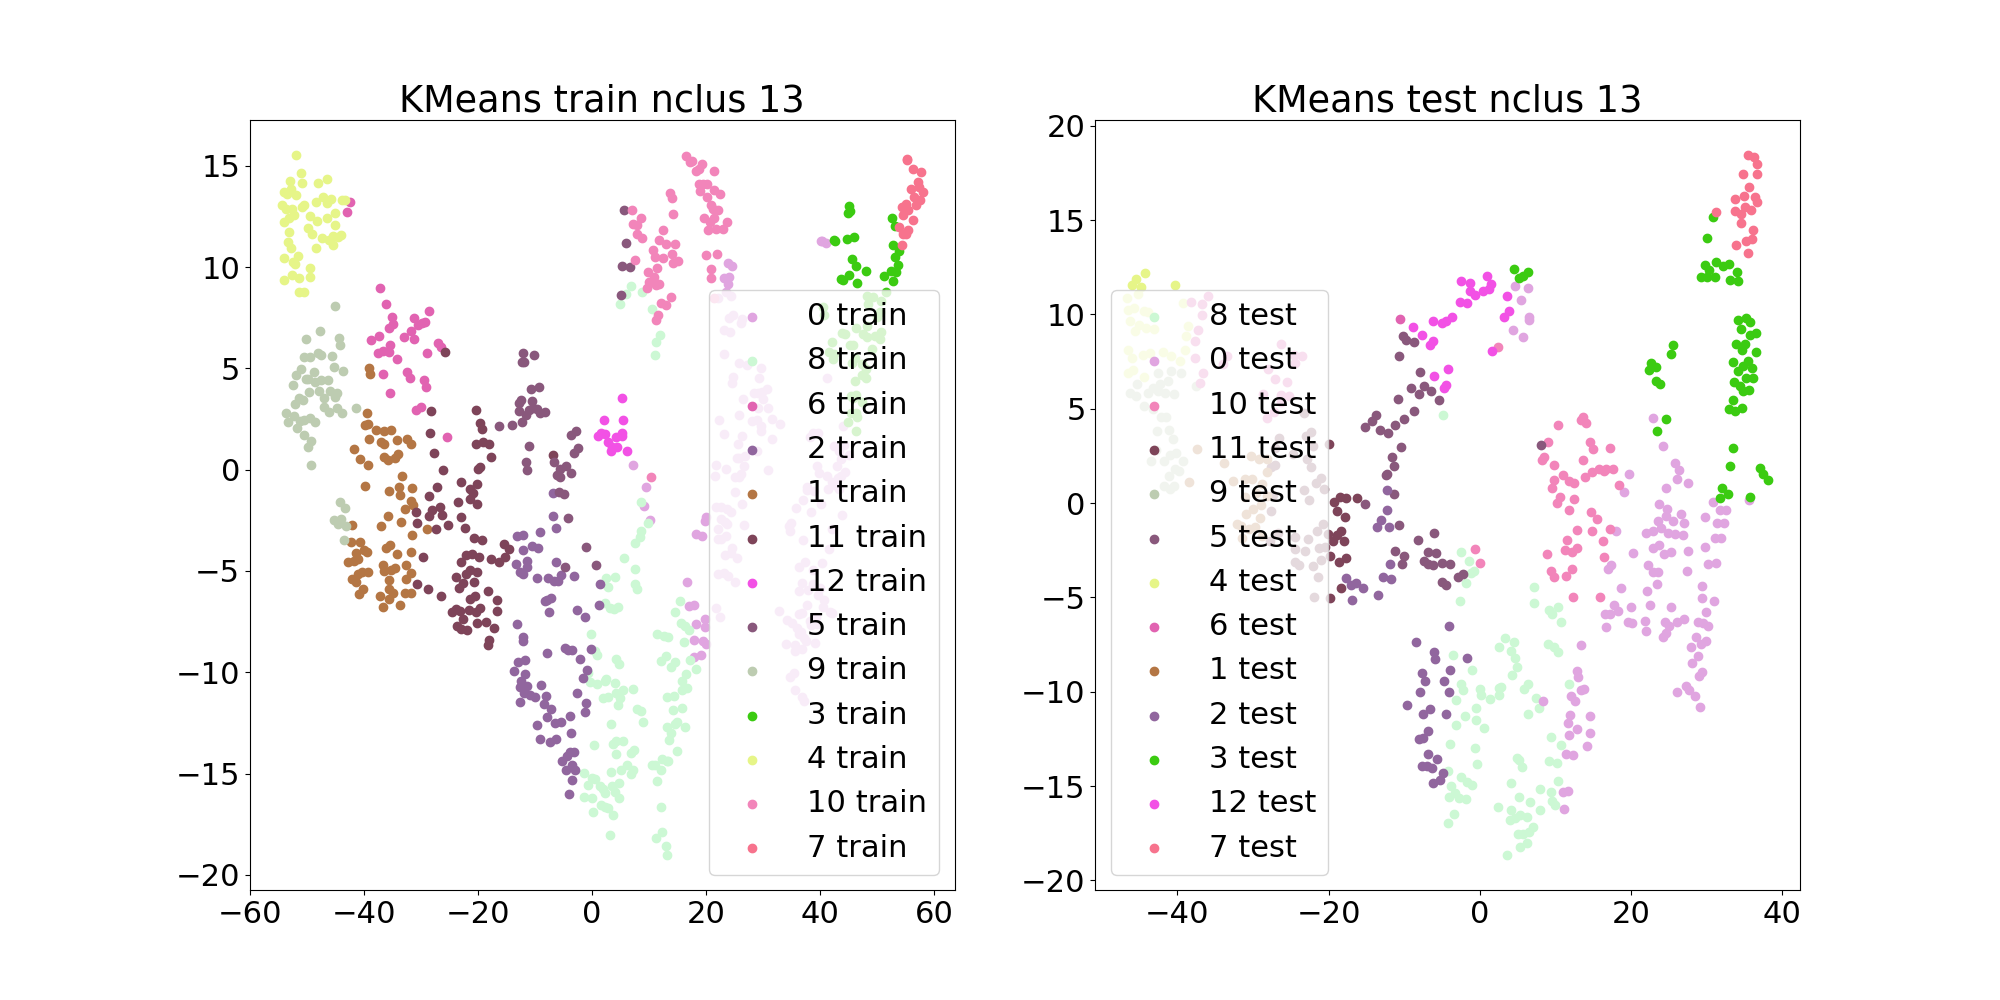 KMeans train nclus 13
15
10
5
0
−5
−10
−15
−20
−60 −40 −20 0 20 40 60
0 train
8 train
6 train
2 train
1 train
11 train
12 train
5 train
9 train
3 train
4 train
10 train
7 train
KMeans test nclus 13
20
15
10
5
0
−5
−10
−15
−20
−40 −20 0 20 40
8 test
0 test
10 test
11 test
9 test
5 test
4 test
6 test
1 test
2 test
3 test
12 test
7 test